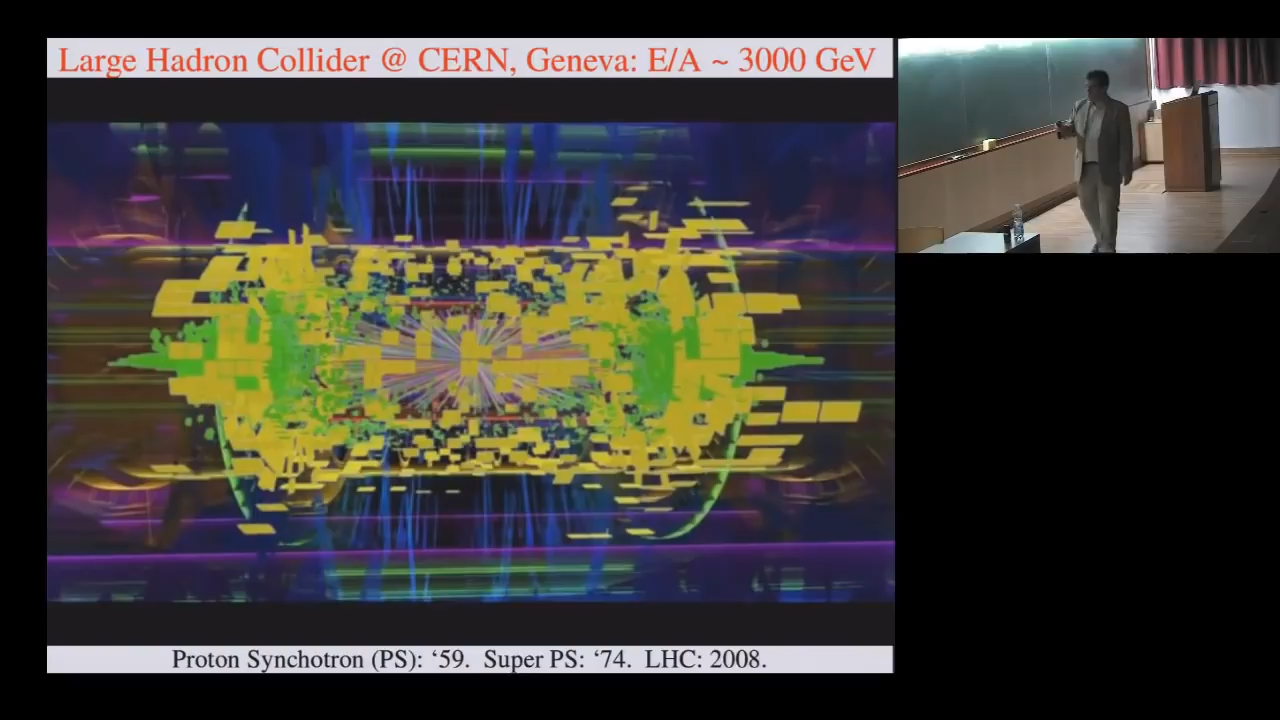 Large Hadron Collider @ CERN, Geneva: E/A ~ 3000 GeV
Proton Synchotron (PS): ‘59. Super PS: ‘74. LHC: 2008.